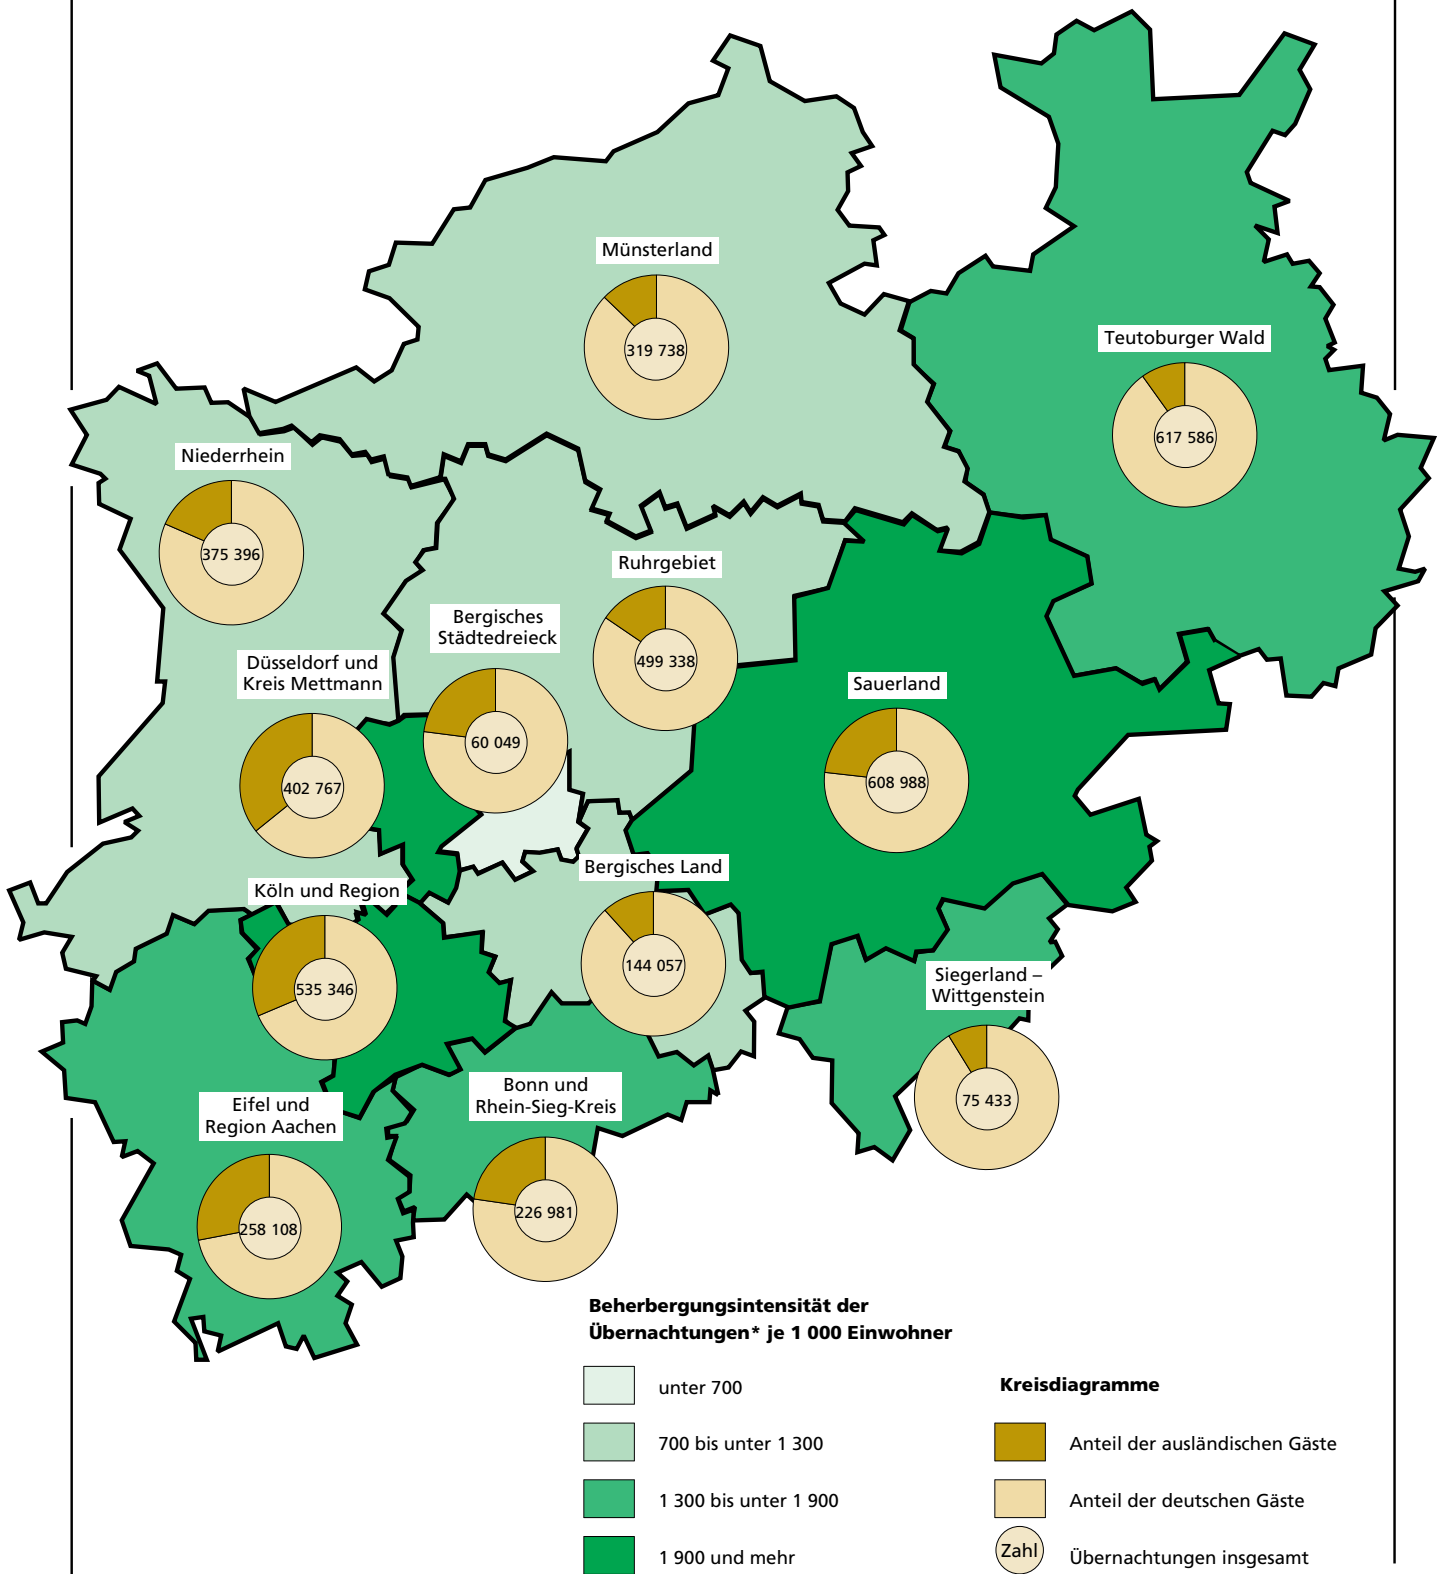 Münsterland
319 738
Teutoburger Wald
617 586
Niederrhein
375 396
Ruhrgebiet
499 338
Bergisches
Städtedreieck
60 049
Düsseldorf und
Kreis Mettmann
402 767
Sauerland
608 988
Bergisches Land
144 057
Köln und Region
535 346
Siegerland –
Wittgenstein
75 433
Bonn und
Rhein-Sieg-Kreis
226 981
Eifel und
Region Aachen
258 108
Beherbergungsintensität der
Übernachtungen* je 1 000 Einwohner
unter 700
700 bis unter 1 300
1 300 bis unter 1 900
1 900 und mehr
Kreisdiagramme
Anteil der ausländischen Gäste
Anteil der deutschen Gäste
Zahl
Übernachtungen insgesamt